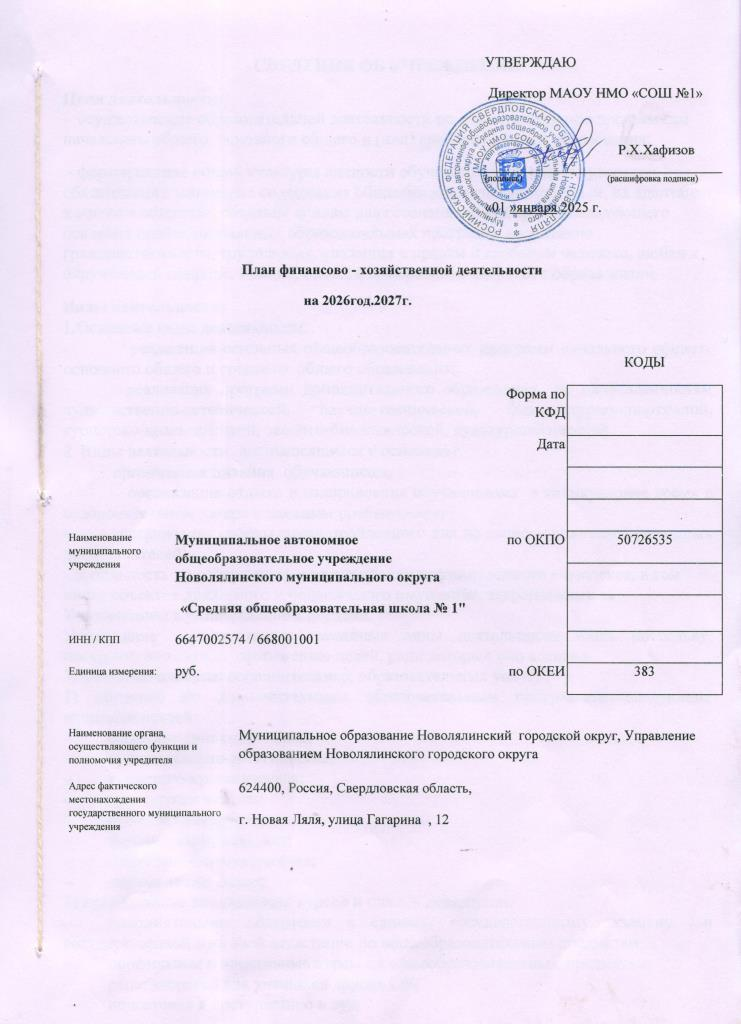 УТВЕРЖДАЮ
Директор МАОУ НМО «СОШ №1»
Р.Х.Хафизов
(подпись) (расшифровка подписи)
«01 »января 2025 г.
План финансово - хозяйственной деятельности
на 2026год.2027г.
КОДЫ
Форма по
КФД
Дата
Наименование
муниципального
учреждения
Муниципальное автономное
общеобразовательное учреждение
Новолялинского муниципального округа
«Средняя общеобразовательная школа № 1"
по ОКПО 50726535
ИНН / КПП 6647002574 / 668001001
Единица измерения: руб. по ОКЕИ 383
Наименование органа,
осуществляющего функции и
полномочия учредителя
Муниципальное образование Новолялинский городской округ, Управление
образованием Новолялинского городского округа
Адрес фактического
местонахождения
государственного муниципального
учреждения
624400, Россия, Свердловская область,
г. Новая Ляля, улица Гагарина , 12